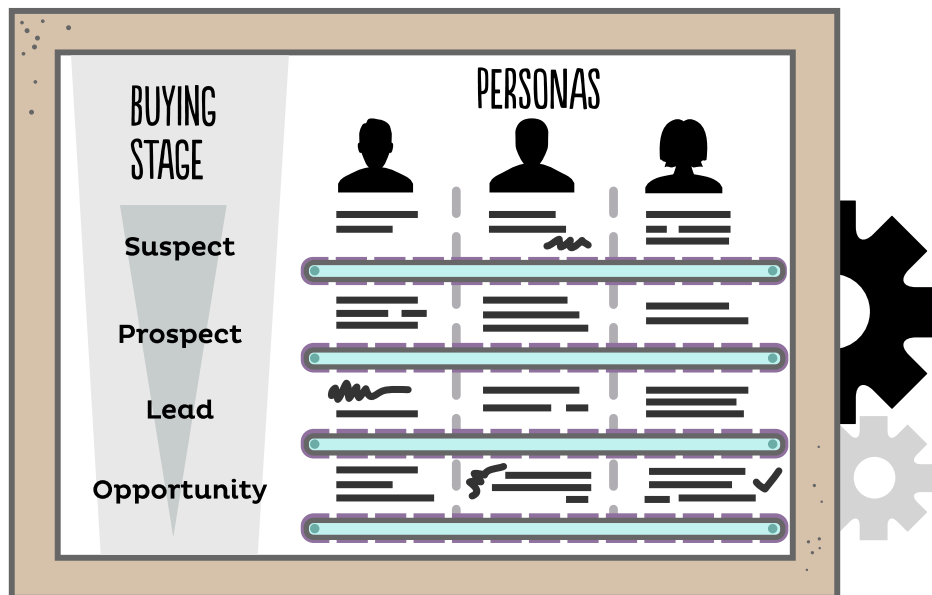 BUYING
STAGE
PERSONAS
Suspect
Prospect
Lead
Opportunity